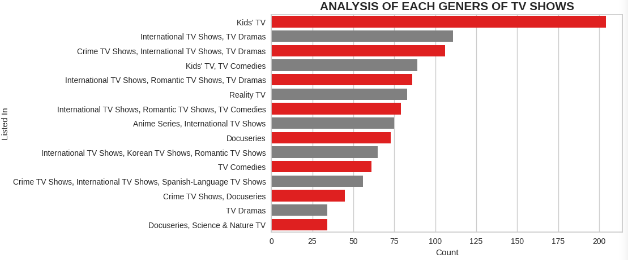 ANALYSIS OF EACH GENERS OF TV SHOWS
Kids' TV
International TV Shows, TV Dramas
Crime TV Shows, International TV Shows, TV Dramas
Kids' TV, TV Comedies
International TV Shows, Romantic TV Shows, TV Dramas
Reality TV
International TV Shows, Romantic TV Shows, TV Comedies
Anime Series, International TV Shows
Docuseries
International TV Shows, Korean TV Shows, Romantic TV Shows
TV Comedies
Crime TV Shows, International TV Shows, Spanish-Language TV Shows
Crime TV Shows, Docuseries
TV Dramas
Docuseries, Science & Nature TV
Listed In
0 25 50 75 100 125 150 175 200
Count